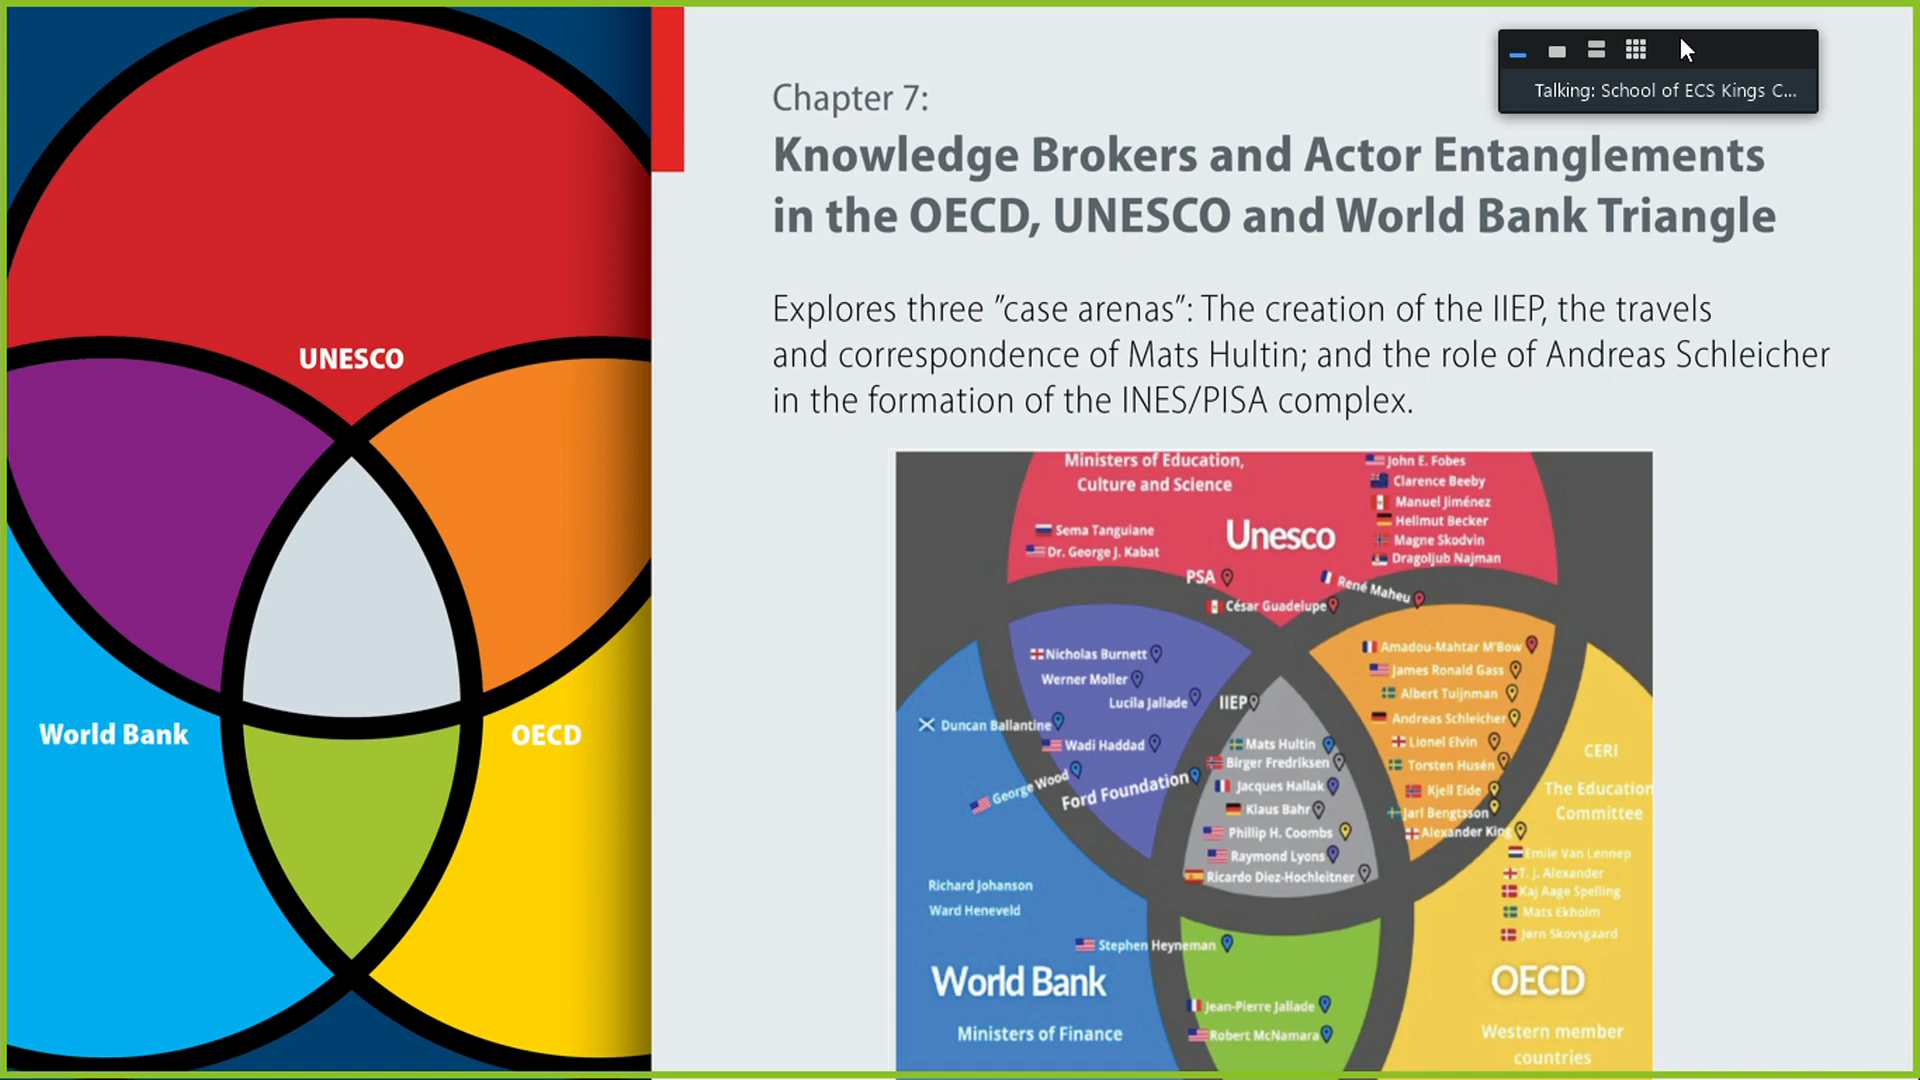 UNESCO
World Bank
OECD
Talking: School of ECS Kings C...
Chapter 7:
Knowledge Brokers and Actor Entanglements
in the OECD, UNESCO and World Bank Triangle
Explores three ”case arenas”: The creation of the IIEP, the travels
and correspondence of Mats Hultin; and the role of Andreas Schleicher
in the formation of the INES/PISA complex.
Ministers of Education,
Culture and Science
Sema Tanguiane
Dr. George J. Kabat
Unesco
John E. Fobes
Clarence Beeby
Manuel Jiménez
Hellmut Becker
Magne Skodvin
Dragoljub Najman
PSA
René Maheu
César Guadelupe
Nicholas Burnett
Werner Moller
Lucila Jallade
Duncan Ballantine
Wadi Haddad
George Wood
Ford Foundation
IIEP
Mats Hultin
Birger Fredriksen
Jacques Hallak
Klaus Bahr
Phillip H. Coombs
Raymond Lyons
Ricardo Diez-Hochleitner
Amadou-Mahtar M'Bow
James Ronald Gass
Albert Tuijnman
Andreas Schleicher
Lionel Elvin
Torsten Husén
Kjell Eide
Jarl Bengtsson
Alexander King
CERI
The Education
Committee
Emile Van Lennep
T. J. Alexander
Kaj Aage Spelling
Mats Ekholm
Jørn Skovsgaard
Richard Johanson
Ward Heneveld
Stephen Heyneman
World Bank
Ministers of Finance
Jean-Pierre Jallade
Robert McNamara
OECD
Western member
countries